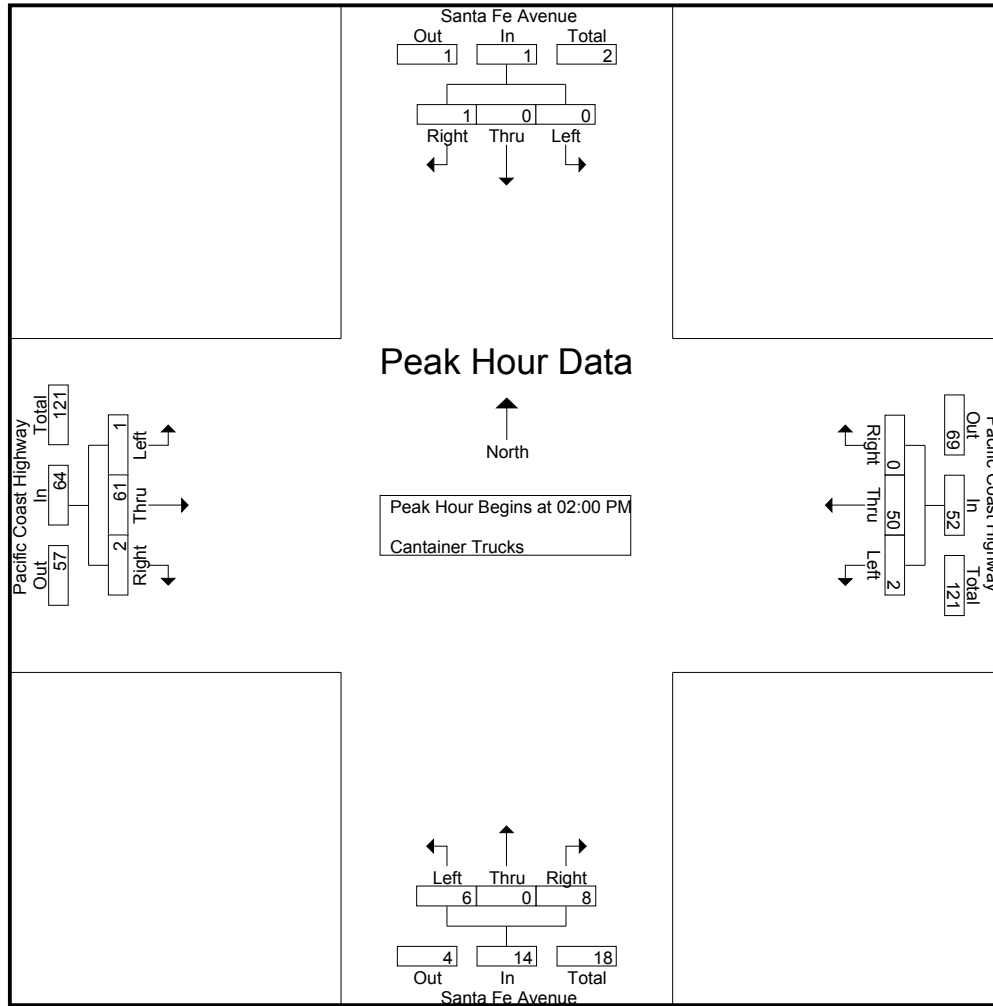 Santa Fe Avenue
Out In Total
1 1 2
1 0 0
Right Thru Left
Peak Hour Data
North
Peak Hour Begins at 02:00 PM
Cantainer Trucks
Pacific Coast Highway
Total In Out
121 64 57
1 61 2
Left Thru Right
Pacific Coast Highway
Out In Total
69 52 121
0 50 2
Right Thru Left
Left Thru Right
6 0 8
4 14 18
Out In Total
Santa Fe Avenue